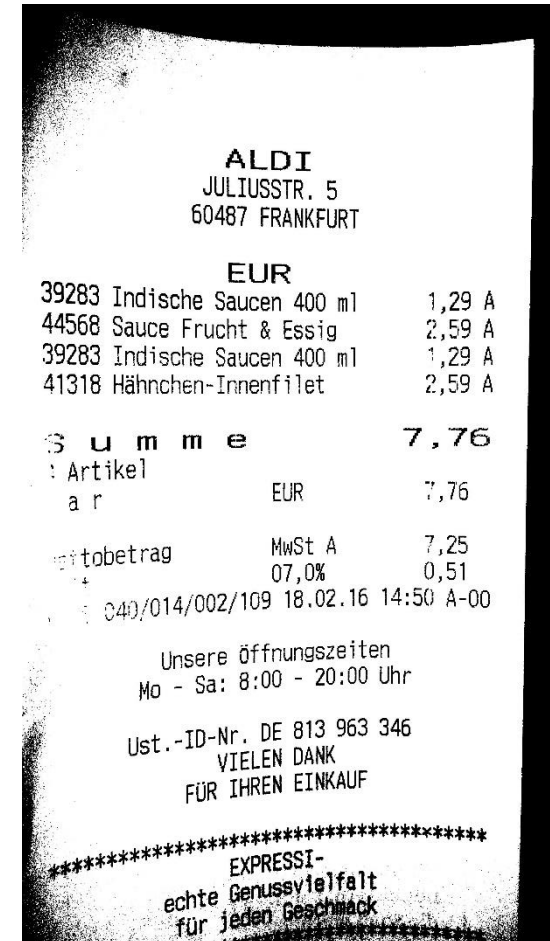 ALDI
JULIUSSTR. 5
60487 FRANKFURT
EUR
39283 Indische Saucen 400 ml 1,29 A
44568 Sauce Frucht & Essig 2,59 A
39283 Indische Saucen 400 ml 1,29 A
41318 Hähnchen-Innenfilet 2,59 A
Summe 7,76
Artikel
a r EUR 7,76
MwSt A 7,25
07,0% 0,51
040/014/002/109 18.02.16 14:50 A-00
Unsere Öffnungszeiten
Mo - Sa: 8:00 - 20:00 Uhr
Ust.-ID-Nr. DE 813 963 346
VIELEN DANK
FÜR IHREN EINKAUF
****************************************
EXPRESSI-
echte Genussvielfalt
für jeden Geschmack